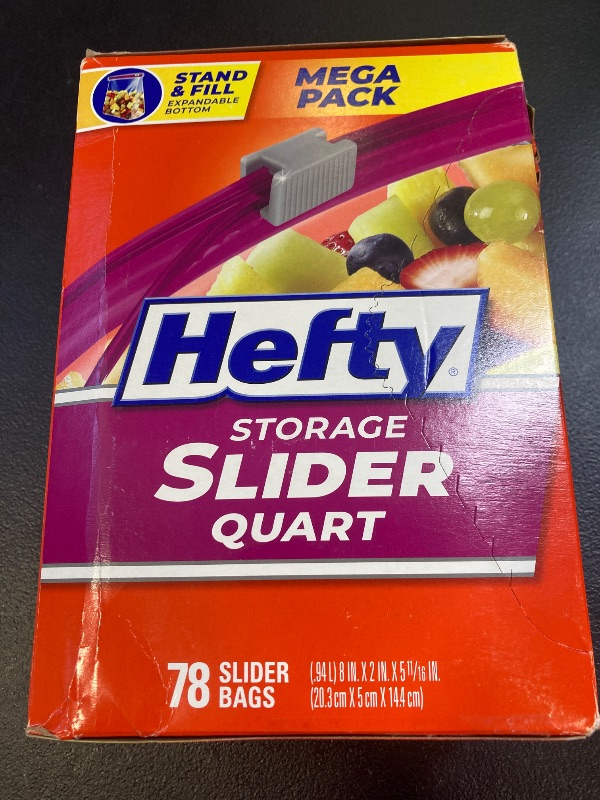 STAND
& FILL
EXPANDABLE
BOTTOM
MEGA
PACK
Hefty®
STORAGE
SLIDER
QUART
78 SLIDER
BAGS
(.94 L) 8 IN. X 2 IN. X 5 11/16 IN.
(20.3 cm X 5 cm X 14.4 cm)